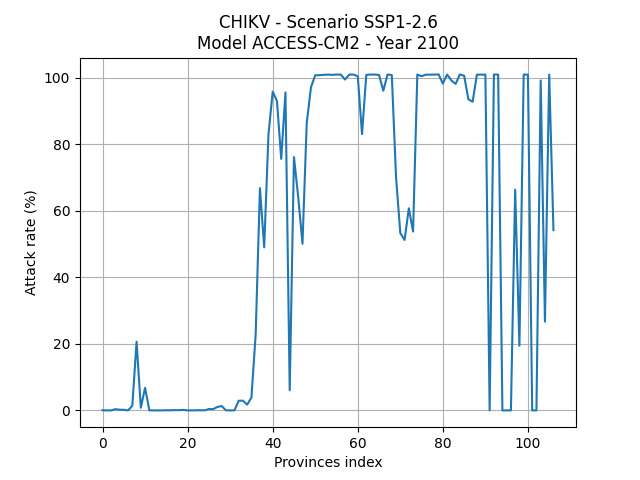 CHIKV - Scenario SSP1-2.6
Model ACCESS-CM2 - Year 2100
100
80
60
40
20
0
Attack rate (%)
0 20 40 60 80 100
Provinces index